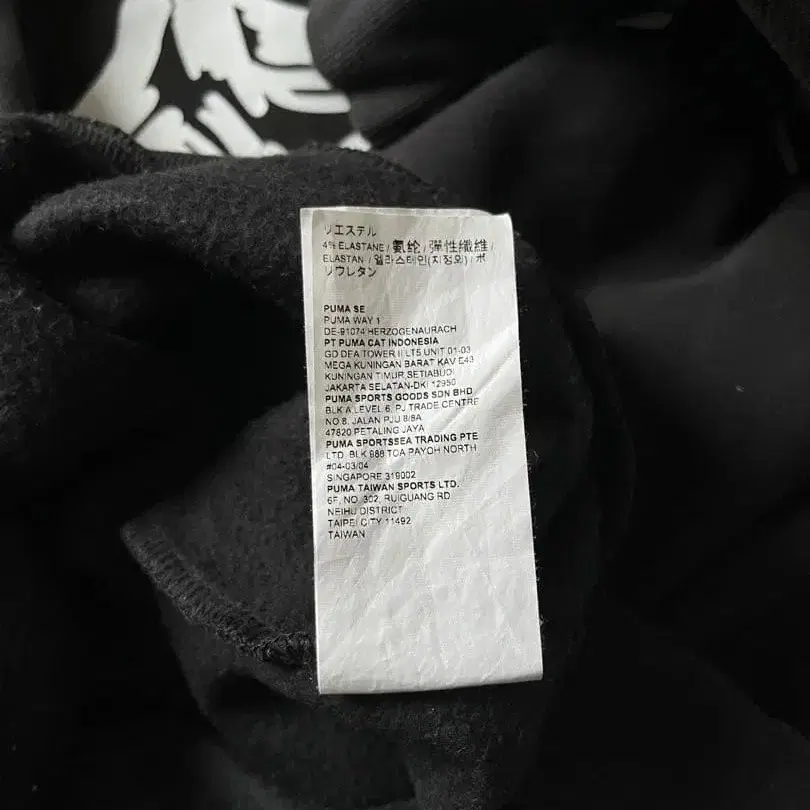 リエステル
4% ELASTANE / 氨纶 / 彈性纖維 /
ELASTAN / 엘라스테인(지정외) / ポ
リウレタン
PUMA SE
PUMA WAY 1
DE-91074 HERZOGENAURACH
PT PUMA CAT INDONESIA
GD DEA TOWER II LT5 UNIT 01-03
MEGA KUNINGAN BARAT KAV E43
KUNINGAN TIMUR,SETIABUDI
JAKARTA SELATAN-DKI 12950
PUMA SPORTS GOODS SDN BHD
BLK A,LEVEL 6, PJ TRADE CENTRE
NO 8, JALAN PJU 8/8A
47820 PETALING JAYA
PUMA SPORTSSEA TRADING PTE
LTD. BLK 988 TOA PAYOH NORTH
#04-03/04
SINGAPORE 319002
PUMA TAIWAN SPORTS LTD.
6F, NO. 302, RUIGUANG RD
NEIHU DISTRICT
TAIPEI CITY 11492
TAIWAN